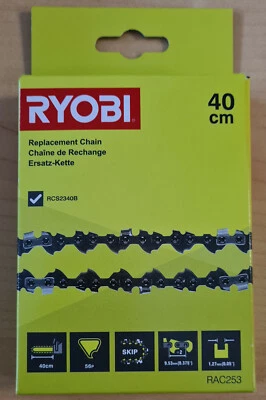 RYOBI
40
cm
Replacement Chain
Chaîne de Rechange
Ersatz-Kette
RCS2340B
40cm
56*
SKIP
9.53㎜(0.375")
1.27㎜(0.05")
RAC253